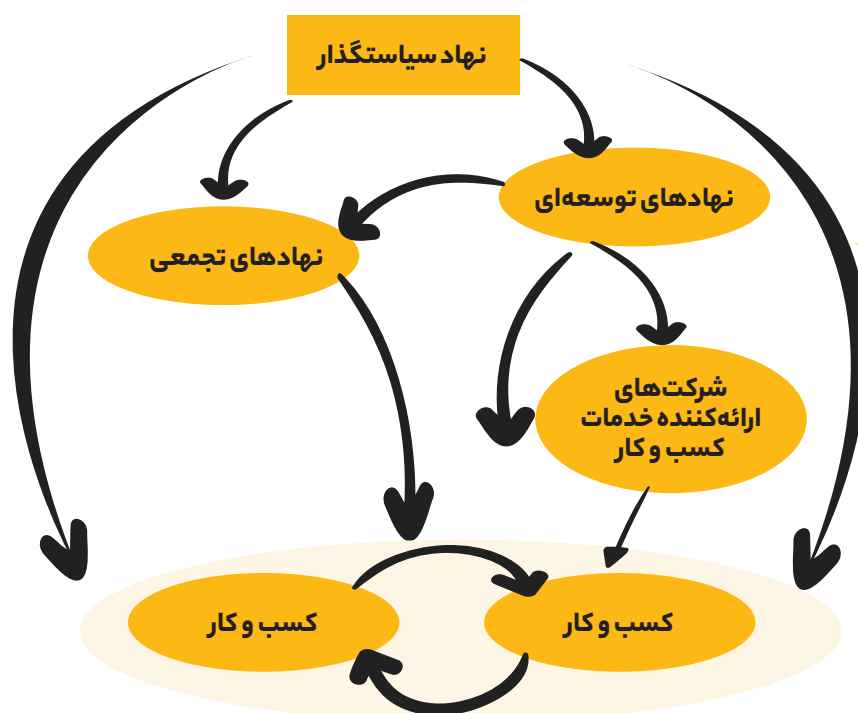 نهاد سیاستگذار
نهادهای توسعه‌ای
نهادهای تجمعی
شرکت‌های
ارائه‌کننده خدمات
کسب و کار
کسب و کار
کسب و کار